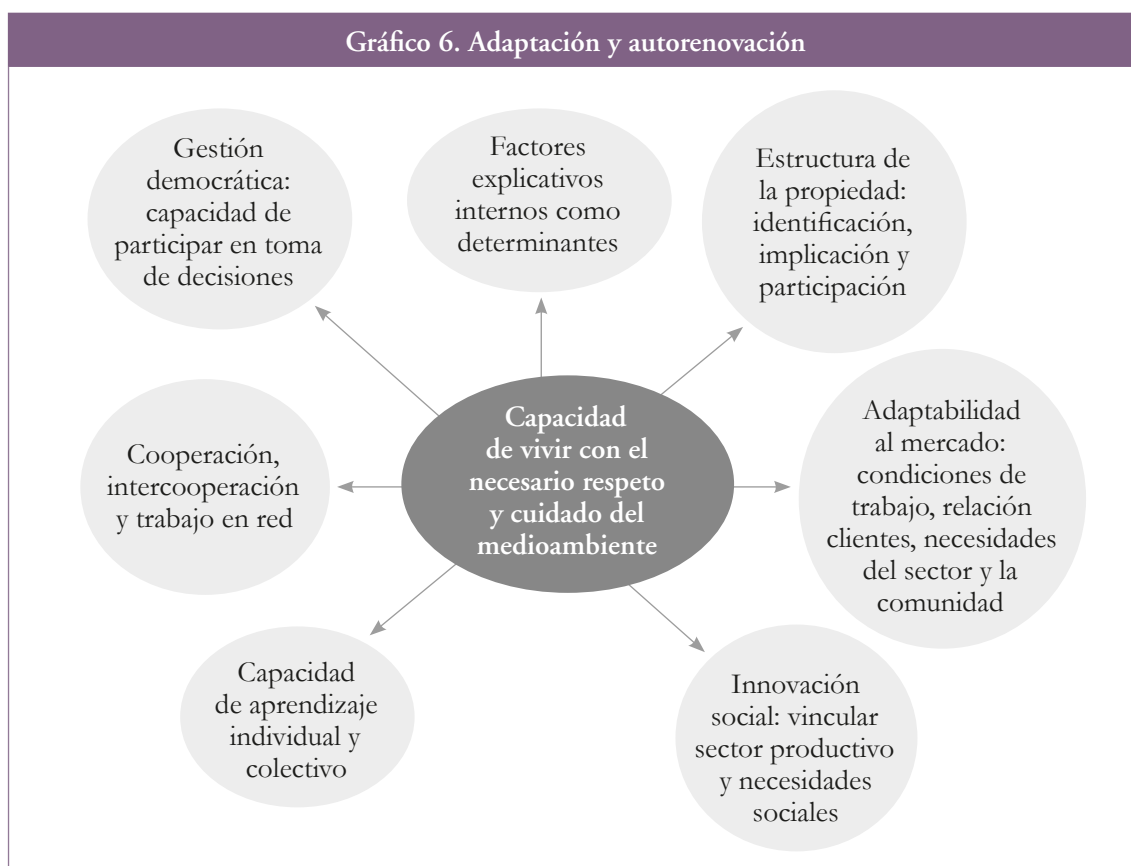 Gráfico 6. Adaptación y autorenovación
Gestión
democrática:
capacidad de
participar en toma
de decisiones
Factores
explicativos
internos como
determinantes
Estructura de
la propiedad:
identificación,
implicación y
participación
Cooperación,
intercooperación
y trabajo en red
Capacidad
de vivir con el
necesario respeto
y cuidado del
medioambiente
Adaptabilidad
al mercado:
condiciones de
trabajo, relación
clientes, necesidades
del sector y la
comunidad
Capacidad
de aprendizaje
individual y
colectivo
Innovación
social: vincular
sector productivo
y necesidades
sociales